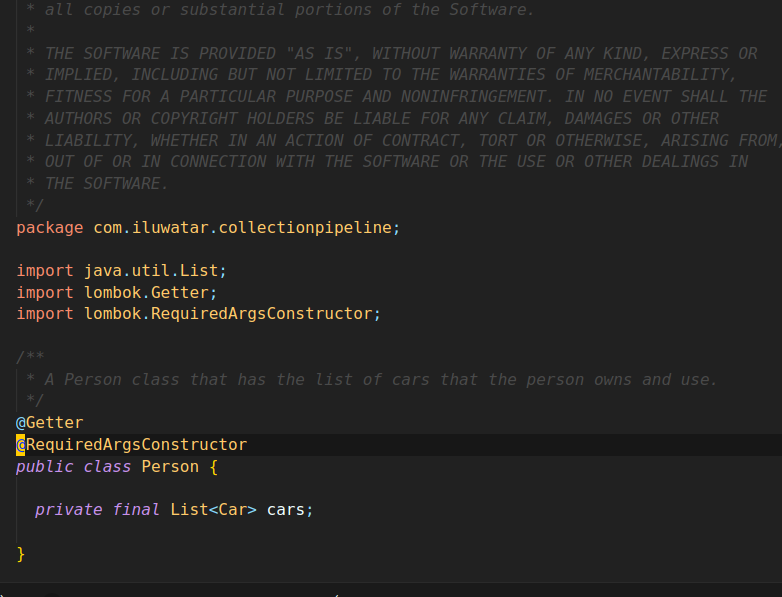 * all copies or substantial portions of the Software.
*
* THE SOFTWARE IS PROVIDED "AS IS", WITHOUT WARRANTY OF ANY KIND, EXPRESS OR
* IMPLIED, INCLUDING BUT NOT LIMITED TO THE WARRANTIES OF MERCHANTABILITY,
* FITNESS FOR A PARTICULAR PURPOSE AND NONINFRINGEMENT. IN NO EVENT SHALL THE
* AUTHORS OR COPYRIGHT HOLDERS BE LIABLE FOR ANY CLAIM, DAMAGES OR OTHER
* LIABILITY, WHETHER IN AN ACTION OF CONTRACT, TORT OR OTHERWISE, ARISING FROM,
* OUT OF OR IN CONNECTION WITH THE SOFTWARE OR THE USE OR OTHER DEALINGS IN
* THE SOFTWARE.
*/
package com.iluwatar.collectionpipeline;
import java.util.List;
import lombok.Getter;
import lombok.RequiredArgsConstructor;
/**
* A Person class that has the list of cars that the person owns and use.
*/
@Getter
@RequiredArgsConstructor
public class Person {
private final List<Car> cars;
}